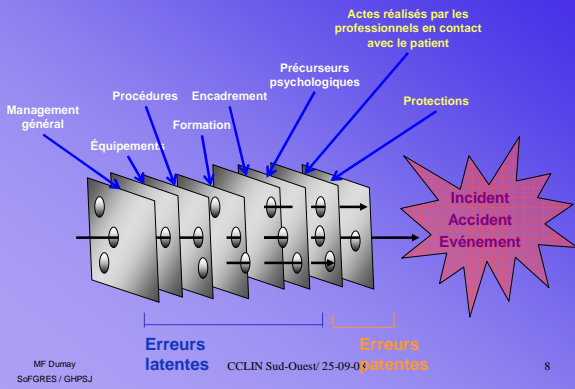 Actes réalisés par les
professionnels en contact
avec le patient
Précurseurs
psychologiques
Procédures
Encadrement
Protections
Management
général
Formation
Équipements
Incident
Accident
Evénement
Erreurs
latentes
Erreurs
patentes
MF Dumay
SoFGRES / GHPSJ
CCLIN Sud-Ouest/ 25-09-03
8